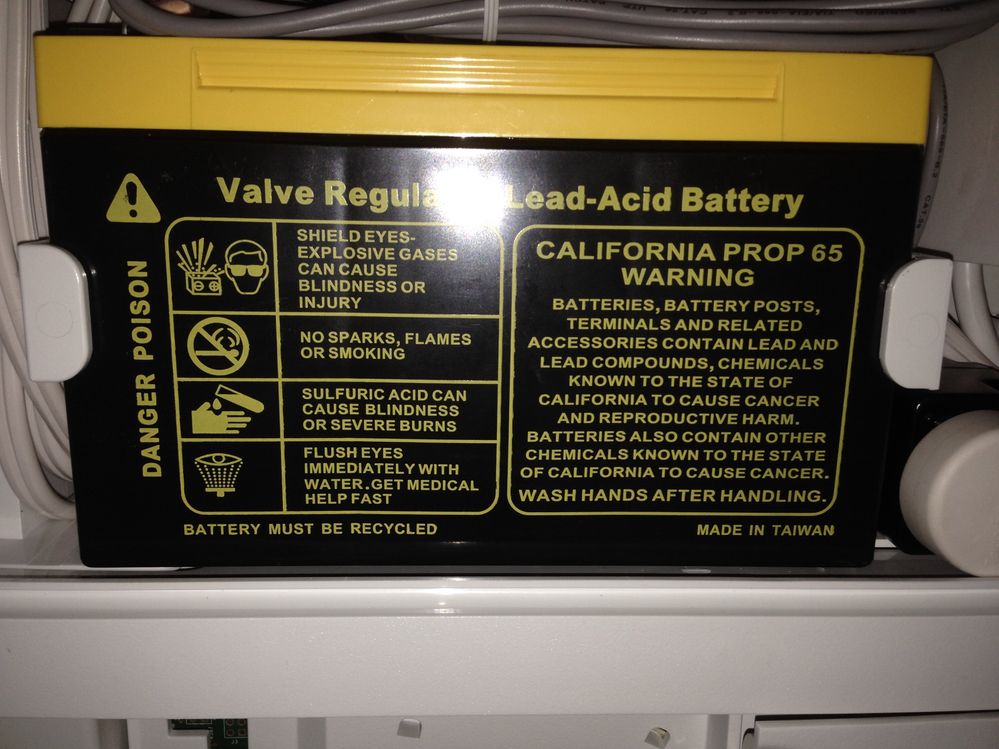 Valve Regula Lead-Acid Battery
DANGER POISON
SHIELD EYES-
EXPLOSIVE GASES
CAN CAUSE
BLINDNESS OR
INJURY
NO SPARKS, FLAMES
OR SMOKING
SULFURIC ACID CAN
CAUSE BLINDNESS
OR SEVERE BURNS
FLUSH EYES
IMMEDIATELY WITH
WATER.GET MEDICAL
HELP FAST
CALIFORNIA PROP 65
WARNING
BATTERIES, BATTERY POSTS,
TERMINALS AND RELATED
ACCESSORIES CONTAIN LEAD AND
LEAD COMPOUNDS, CHEMICALS
KNOWN TO THE STATE OF
CALIFORNIA TO CAUSE CANCER
AND REPRODUCTIVE HARM.
BATTERIES ALSO CONTAIN OTHER
CHEMICALS KNOWN TO THE STATE
OF CALIFORNIA TO CAUSE CANCER.
WASH HANDS AFTER HANDLING.
BATTERY MUST BE RECYCLED
MADE IN TAIWAN